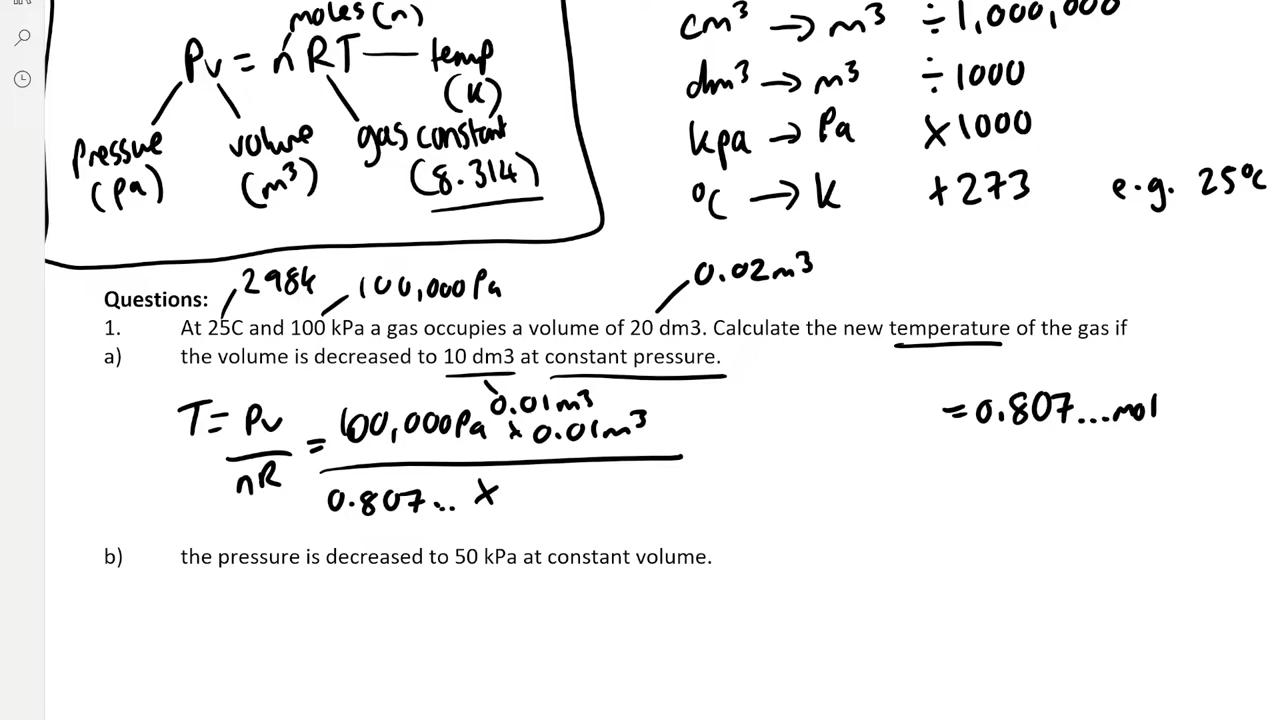 moles (n)
Pv = nRT
temp
(K)
pressure
(pa)
volume
(m³)
gas constant
(8.314)
cm³ → m³ ÷1,000,000
dm³ → m³ ÷1000
kpa → Pa ×1000
°C → K +273 e.g. 25°C
298k 100,000Pa 0.02m³
Questions:
1. At 25C and 100 kPa a gas occupies a volume of 20 dm3. Calculate the new temperature of the gas if
a) the volume is decreased to 10 dm3 at constant pressure.
0.01m³
T = Pv = 100,000Pa × 0.01m³
nR 0.807... ×
= 0.807...mol
b) the pressure is decreased to 50 kPa at constant volume.